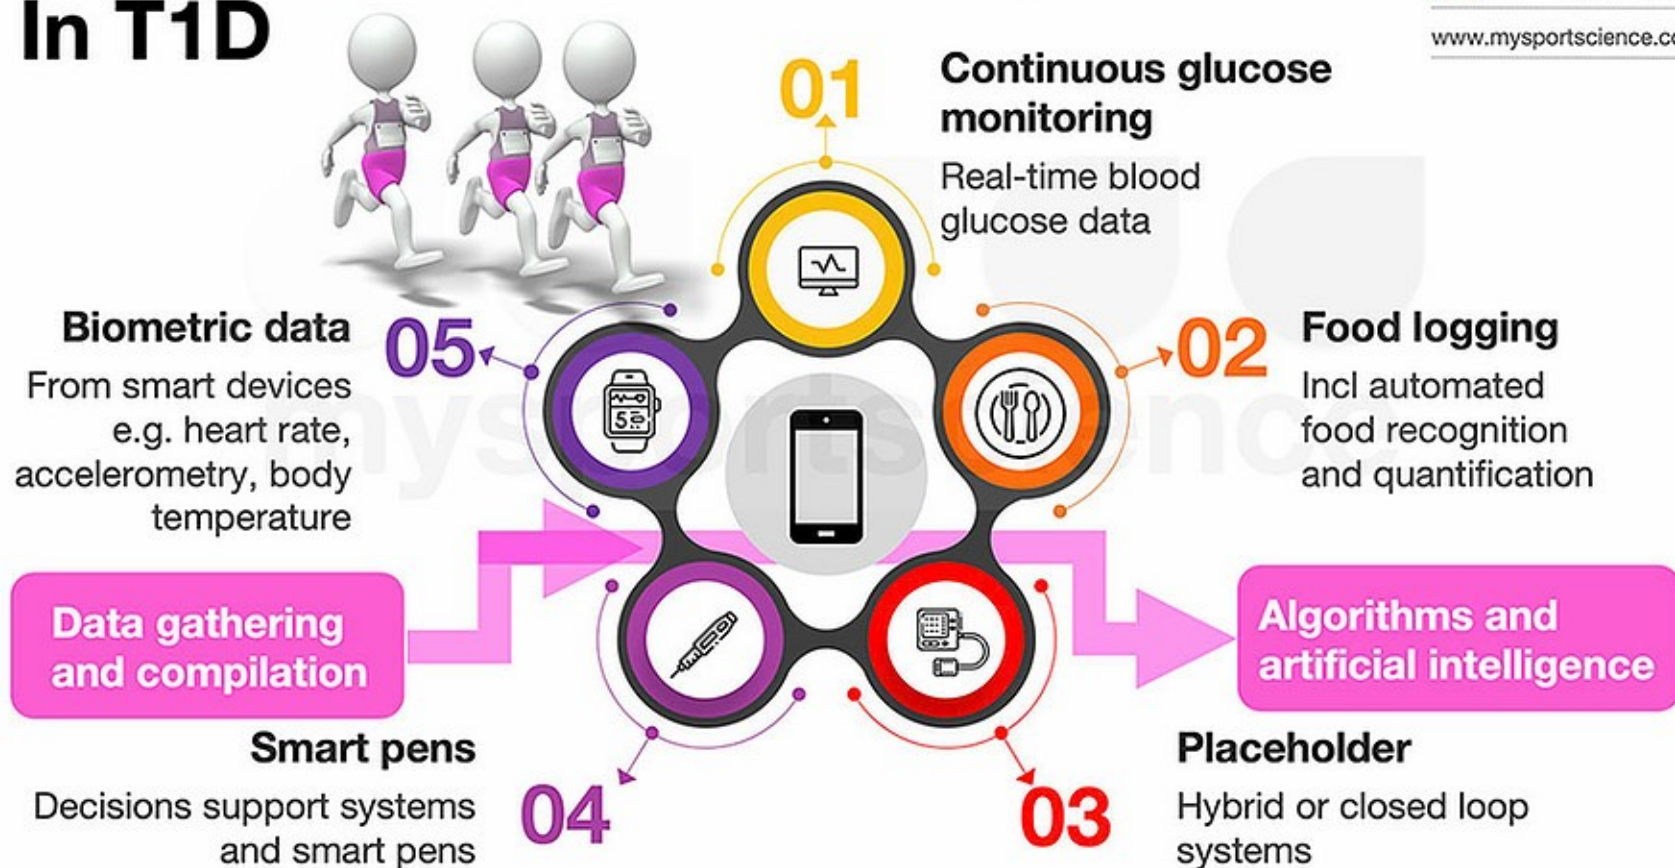 In T1D
www.mysportscience.co
01
Continuous glucose
monitoring
Real-time blood
glucose data
02
Food logging
Incl automated
food recognition
and quantification
Biometric data
05
From smart devices
e.g. heart rate,
accelerometry, body
temperature
mysportscience
Data gathering
and compilation
Algorithms and
artificial intelligence
Smart pens
Decisions support systems
and smart pens
04
03
Placeholder
Hybrid or closed loop
systems